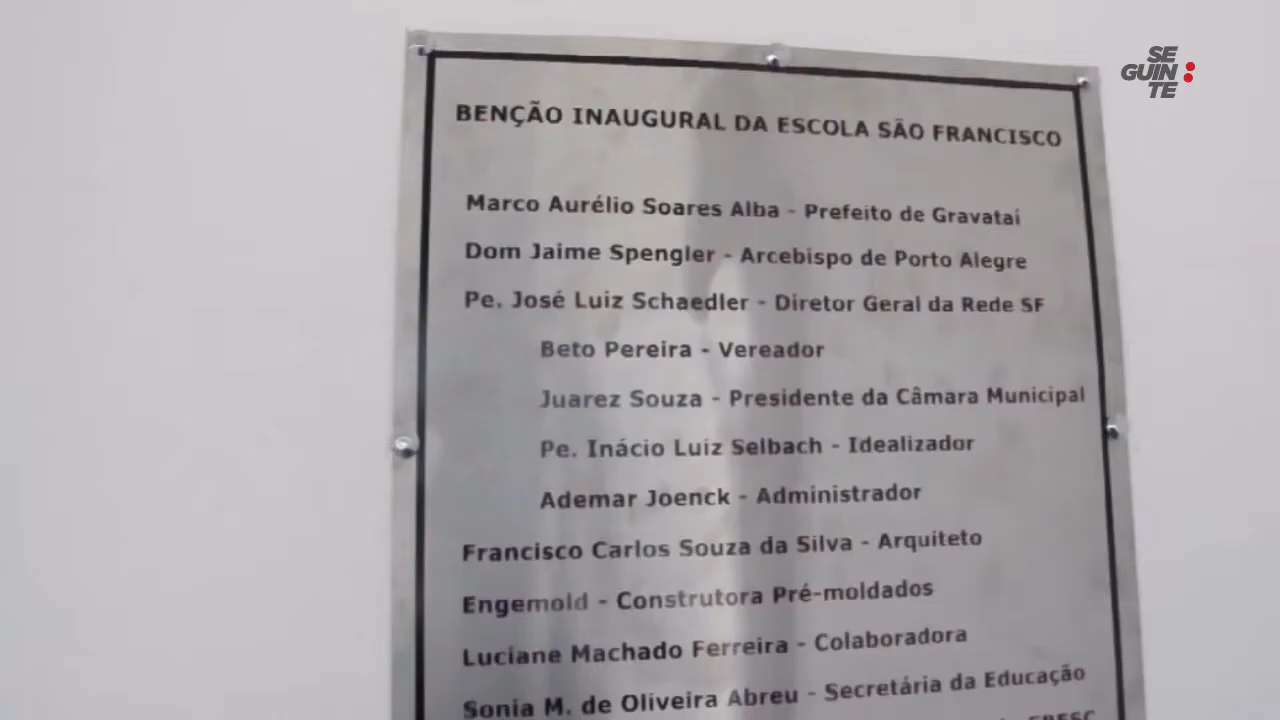 SE
GUIN:
TE
BENÇÃO INAUGURAL DA ESCOLA SÃO FRANCISCO
Marco Aurélio Soares Alba - Prefeito de Gravataí
Dom Jaime Spengler - Arcebispo de Porto Alegre
Pe. José Luiz Schaedler - Diretor Geral da Rede SF
Beto Pereira - Vereador
Juarez Souza - Presidente da Câmara Municipal
Pe. Inácio Luiz Selbach - Idealizador
Ademar Joenck - Administrador
Francisco Carlos Souza da Silva - Arquiteto
Engemold - Construtora Pré-moldados
Luciane Machado Ferreira - Colaboradora
Sonia M. de Oliveira Abreu - Secretária da Educação